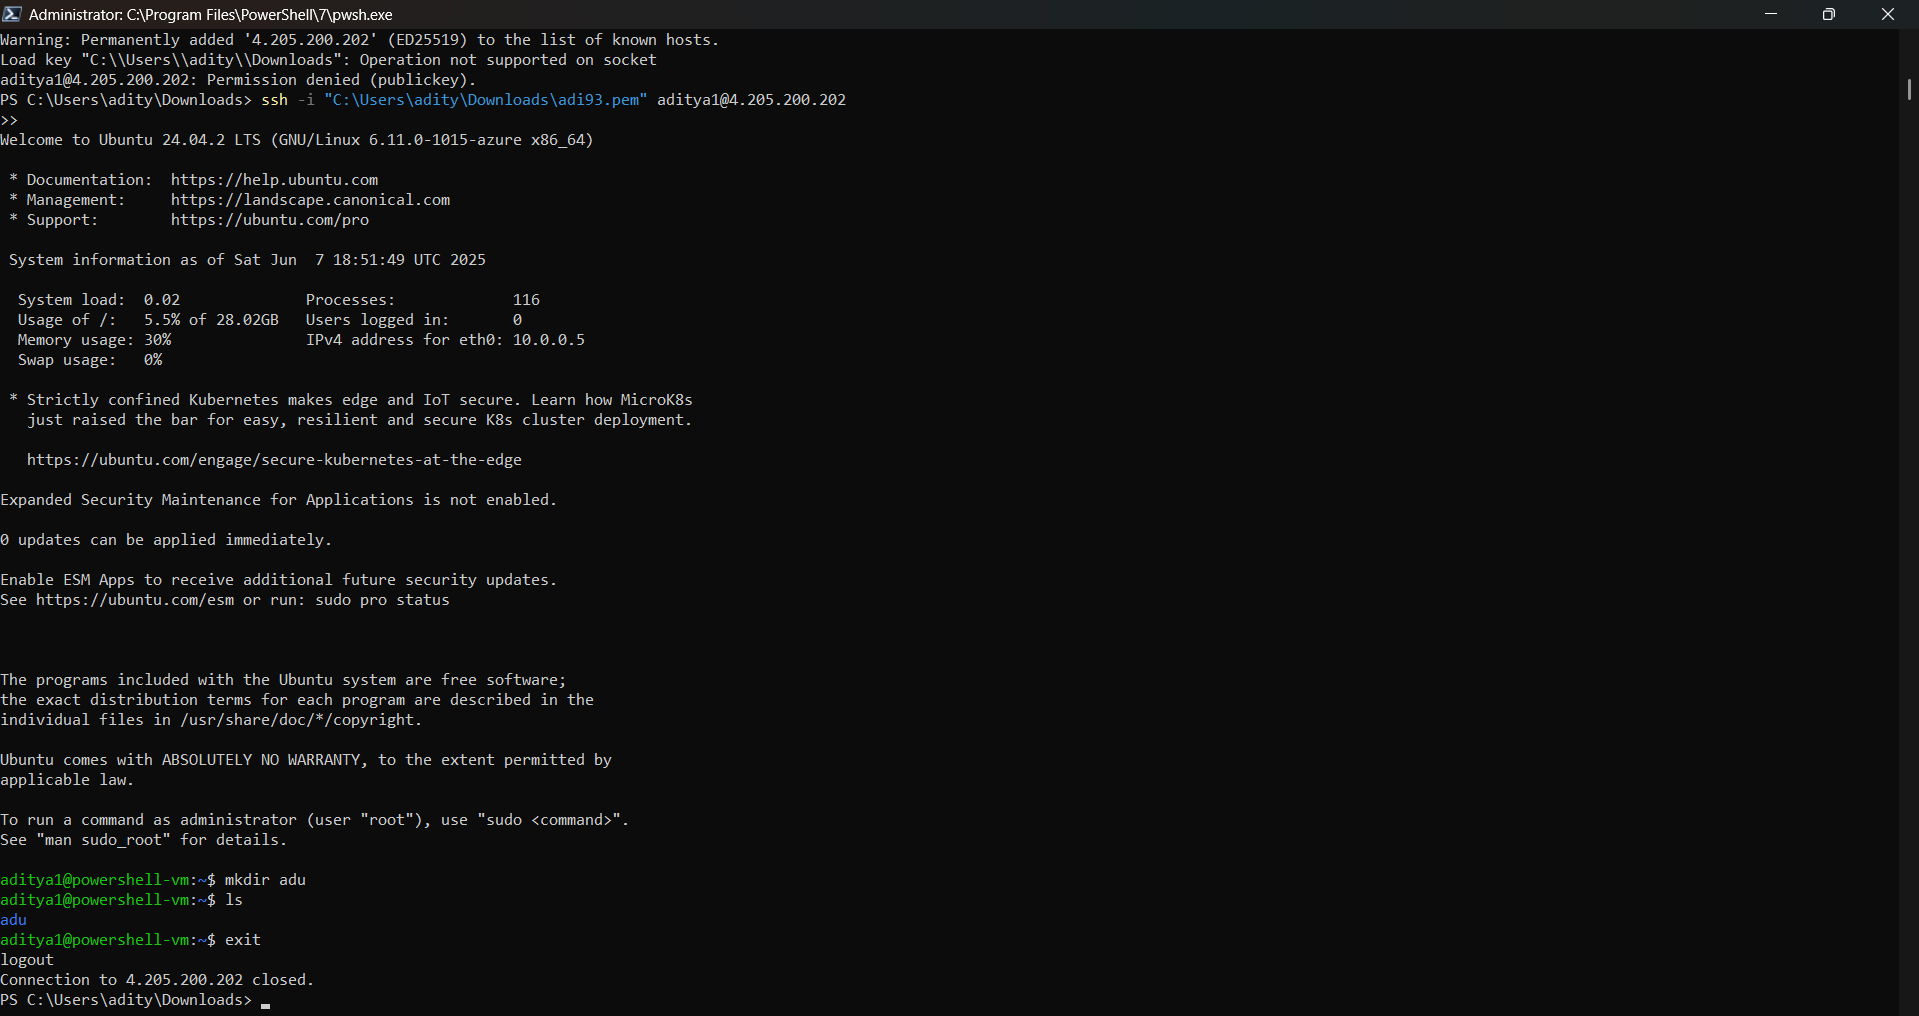 Administrator: C:\Program Files\PowerShell\7\pwsh.exe
Warning: Permanently added '4.205.200.202' (ED25519) to the list of known hosts.
Load key "C:\\Users\\adity\\Downloads": Operation not supported on socket
aditya1@4.205.200.202: Permission denied (publickey).
PS C:\Users\adity\Downloads> ssh -i "C:\Users\adity\Downloads\adi93.pem" aditya1@4.205.200.202
>>
Welcome to Ubuntu 24.04.2 LTS (GNU/Linux 6.11.0-1015-azure x86_64)
* Documentation:  https://help.ubuntu.com
* Management:     https://landscape.canonical.com
* Support:        https://ubuntu.com/pro
System information as of Sat Jun  7 18:51:49 UTC 2025
System load:  0.02              Processes:             116
Usage of /:   5.5% of 28.02GB   Users logged in:       0
Memory usage: 30%               IPv4 address for eth0: 10.0.0.5
Swap usage:   0%
* Strictly confined Kubernetes makes edge and IoT secure. Learn how MicroK8s
just raised the bar for easy, resilient and secure K8s cluster deployment.
https://ubuntu.com/engage/secure-kubernetes-at-the-edge
Expanded Security Maintenance for Applications is not enabled.
0 updates can be applied immediately.
Enable ESM Apps to receive additional future security updates.
See https://ubuntu.com/esm or run: sudo pro status
The programs included with the Ubuntu system are free software;
the exact distribution terms for each program are described in the
individual files in /usr/share/doc/*/copyright.
Ubuntu comes with ABSOLUTELY NO WARRANTY, to the extent permitted by
applicable law.
To run a command as administrator (user "root"), use "sudo <command>".
See "man sudo_root" for details.
aditya1@powershell-vm:~$ mkdir adu
aditya1@powershell-vm:~$ ls
adu
aditya1@powershell-vm:~$ exit
logout
Connection to 4.205.200.202 closed.
PS C:\Users\adity\Downloads>